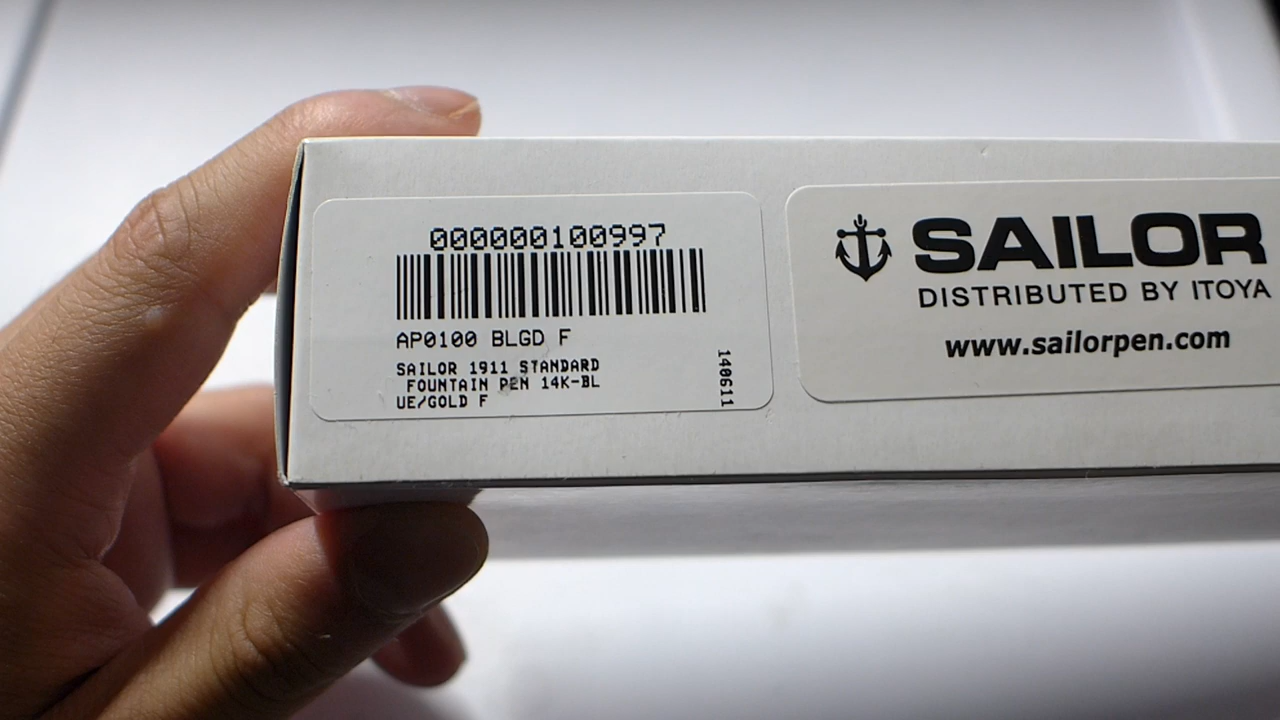 000000100997
AP0100 BLGD F
SAILOR 1911 STANDARD
FOUNTAIN PEN 14K-BL
UE/GOLD F
140611
SAILOR
DISTRIBUTED BY ITOYA
www.sailorpen.com